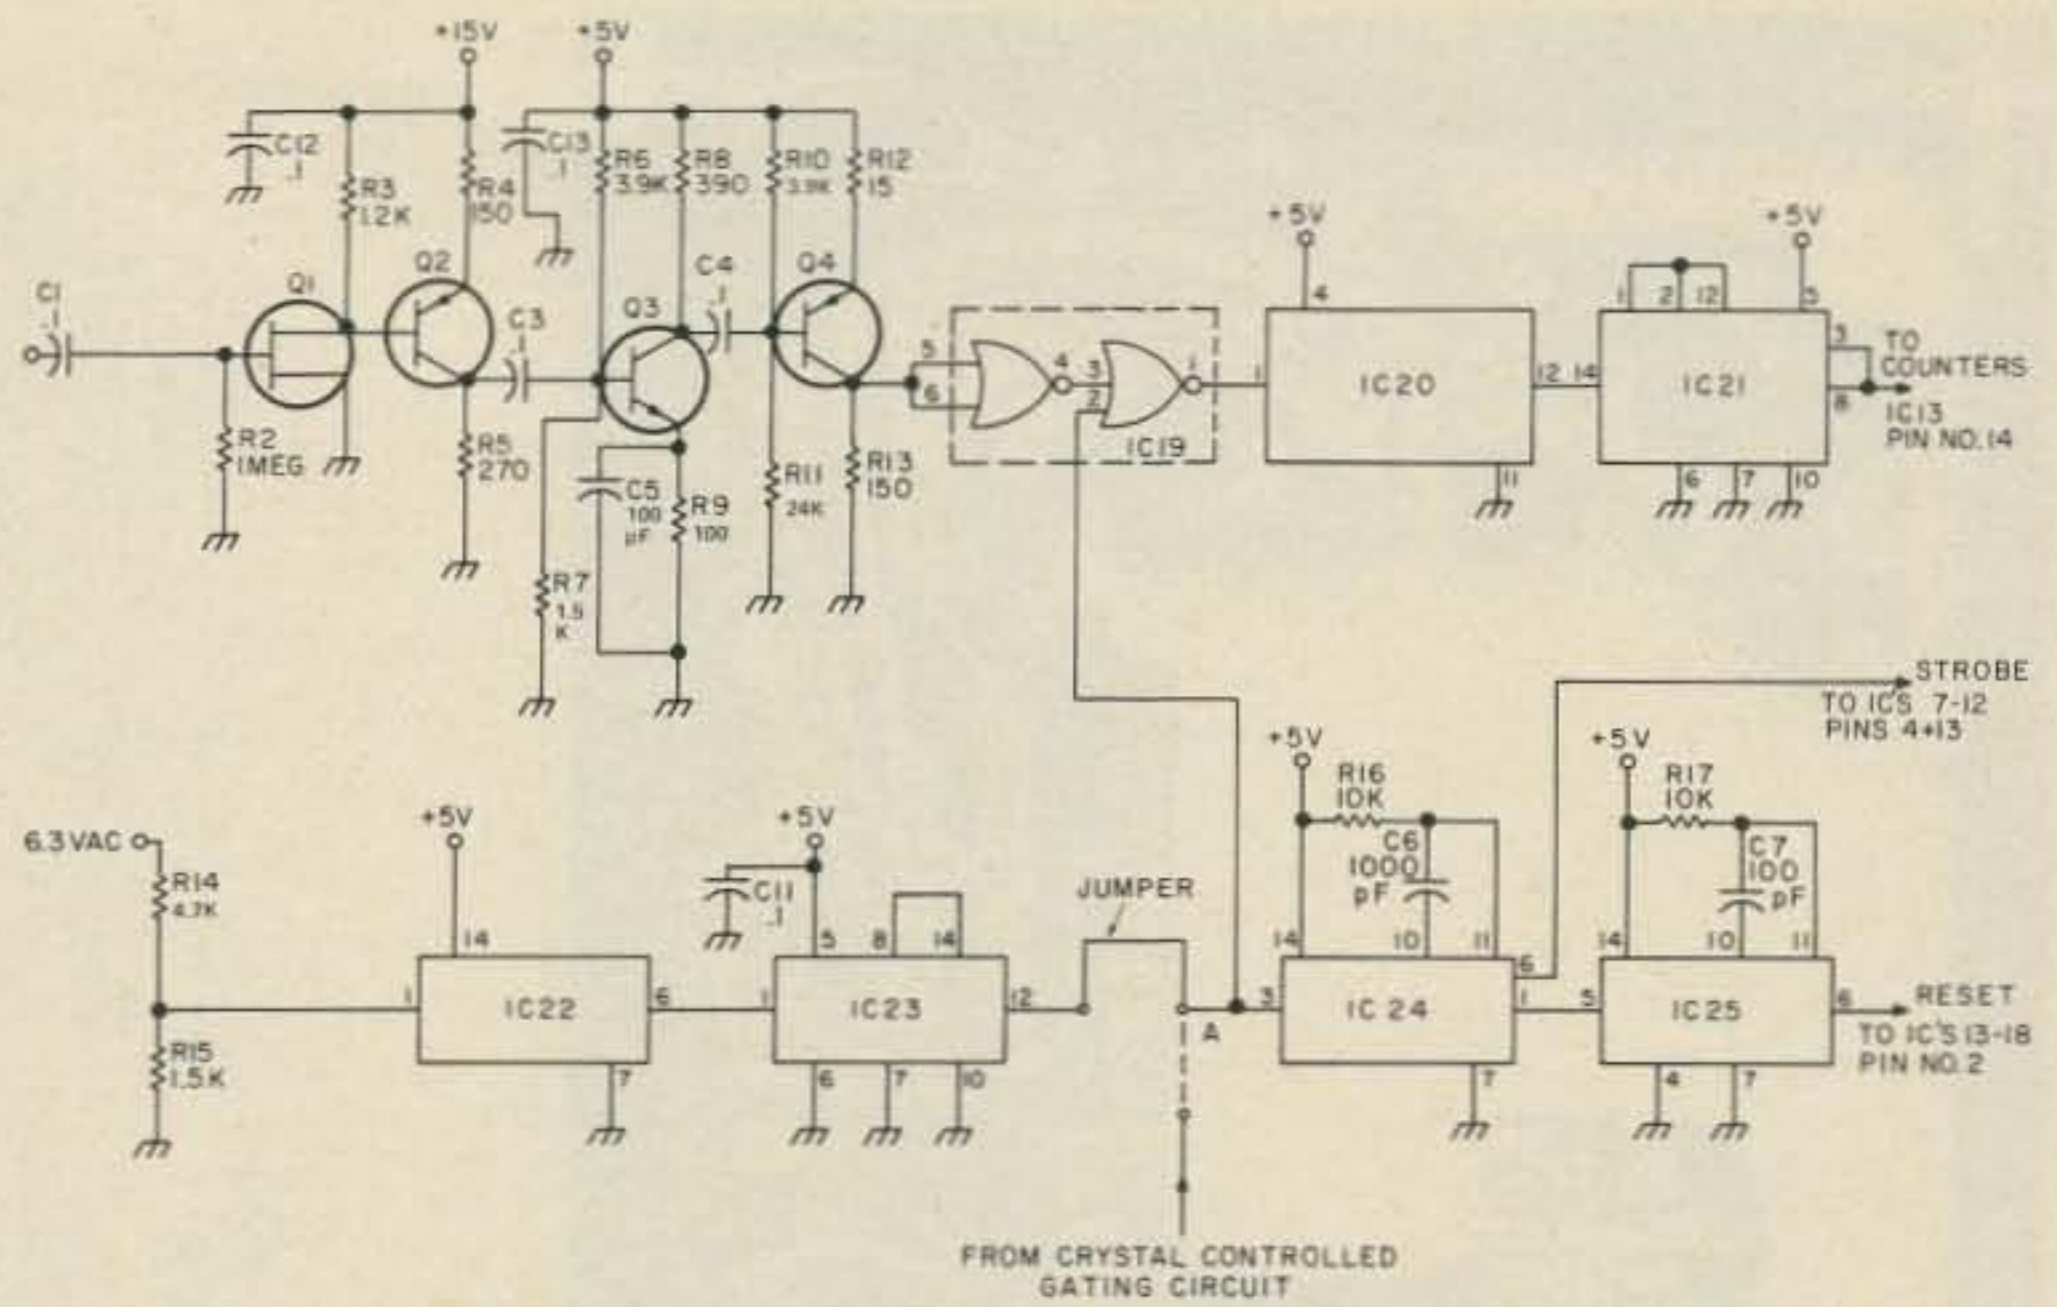 +15V
+5V
C12
.1
R3
1.2K
R4
150
C13
.1
R6
3.9K
R8
390
R10
3.9K
R12
15
C1
.1
Q1
Q2
C3
.1
Q3
C4
.1
Q4
R2
1MEG
R5
270
R7
1.5
K
C5
100
µF
R9
100
R11
24K
R13
150
5
6
4
3
2
1
IC19
+5V
4
1
IC20
12
11
+5V
1
2
12
5
14
IC21
3
8
6
7
10
TO
COUNTERS
IC13
PIN NO.14
STROBE
TO IC'S 7-12
PINS 4+13
6.3VAC
R14
4.7K
R15
1.5K
+5V
14
1
IC22
6
7
+5V
C11
.1
5
8
14
1
IC23
12
6
7
10
JUMPER
A
+5V
R16
10K
C6
1000
pF
14
10
11
3
IC24
6
1
7
+5V
R17
10K
C7
100
pF
14
10
11
5
IC25
6
4
7
RESET
TO IC'S 13-18
PIN NO.2
FROM CRYSTAL CONTROLLED
GATING CIRCUIT